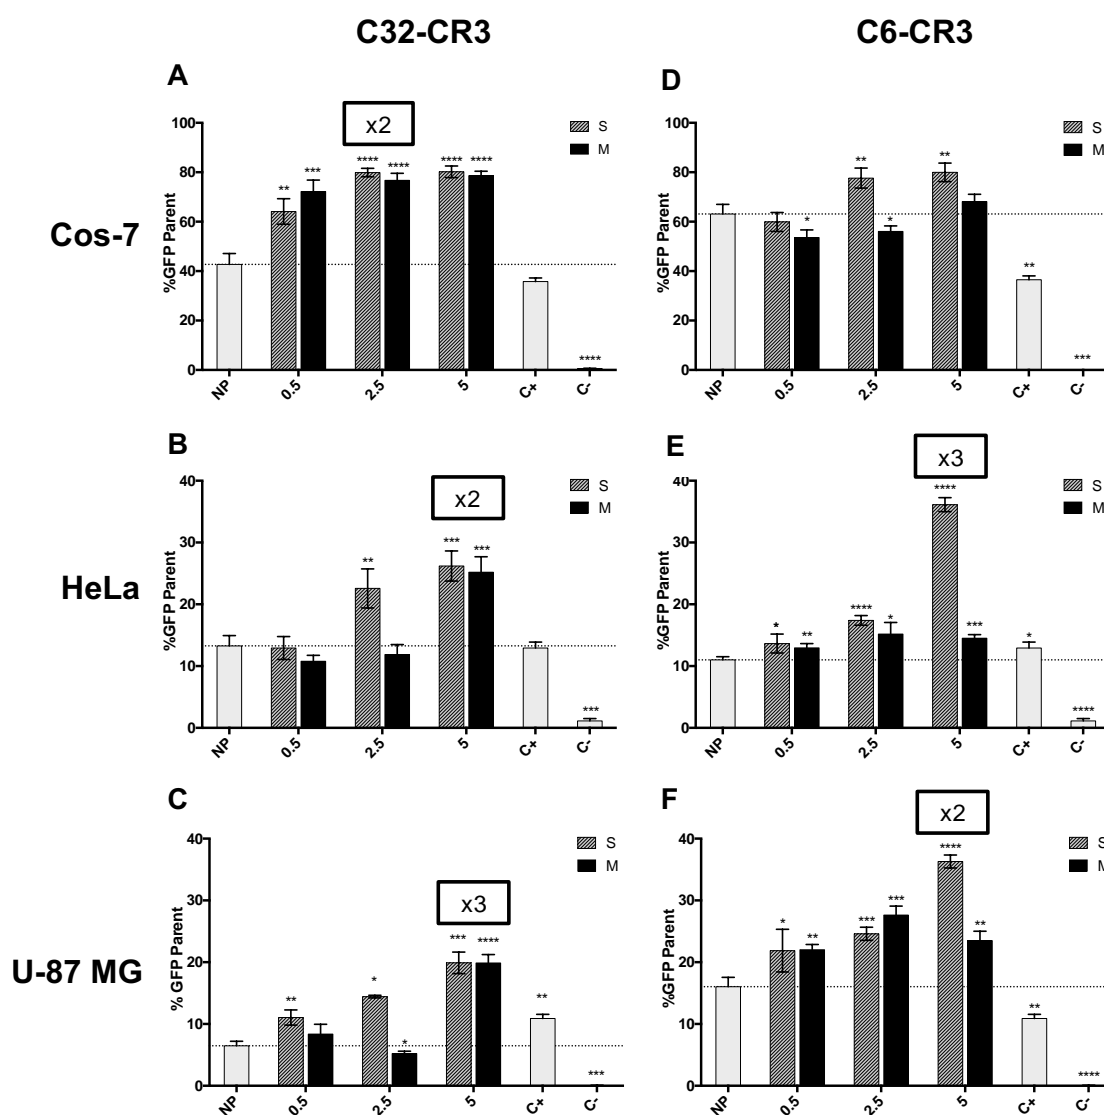 C32-CR3 C6-CR3
Cos-7
HeLa
U-87 MG
A
x2
S
M
%GFP Parent
100
80
60
40
20
0
** *** **** **** **** **** ****
NP 0.5 2.5 5 C+ C-
D
S
M
%GFP Parent
100
80
60
40
20
0
* ** * ** ** ***
NP 0.5 2.5 5 C+ C-
B
x2
S
M
%GFP Parent
40
30
20
10
0
** *** *** ***
NP 0.5 2.5 5 C+ C-
E
x3
S
M
%GFP Parent
40
30
20
10
0
* ** **** * **** *** * ****
NP 0.5 2.5 5 C+ C-
C
x3
S
M
% GFP Parent
40
30
20
10
0
** * * *** **** ** ***
NP 0.5 2.5 5 C+ C-
F
x2
S
M
%GFP Parent
40
30
20
10
0
* ** *** *** **** ** ** ****
NP 0.5 2.5 5 C+ C-